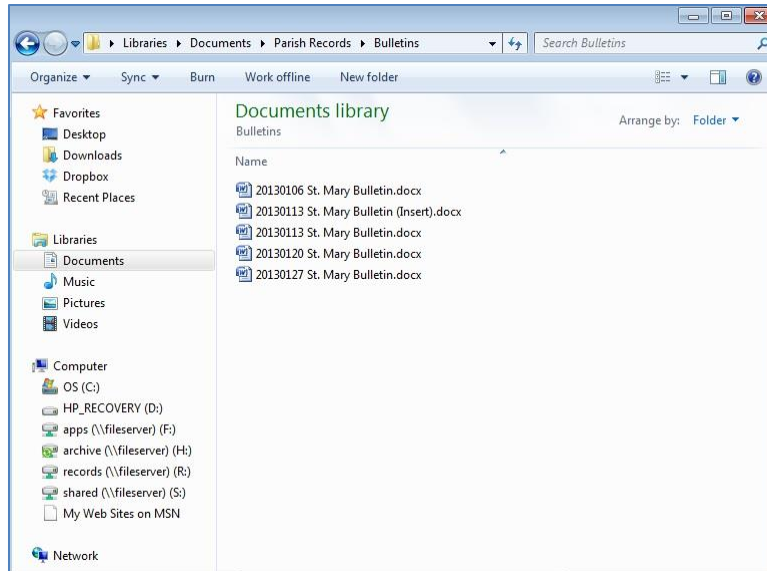 Libraries ▸ Documents ▸ Parish Records ▸ Bulletins
Search Bulletins
Organize Sync Burn Work offline New folder
Favorites
Desktop
Downloads
Dropbox
Recent Places
Libraries
Documents
Music
Pictures
Videos
Computer
OS (C:)
HP_RECOVERY (D:)
apps (\\fileserver) (F:)
archive (\\fileserver) (H:)
records (\\fileserver) (R:)
shared (\\fileserver) (S:)
My Web Sites on MSN
Network
Documents library
Bulletins
Arrange by: Folder
Name
20130106 St. Mary Bulletin.docx
20130113 St. Mary Bulletin (Insert).docx
20130113 St. Mary Bulletin.docx
20130120 St. Mary Bulletin.docx
20130127 St. Mary Bulletin.docx